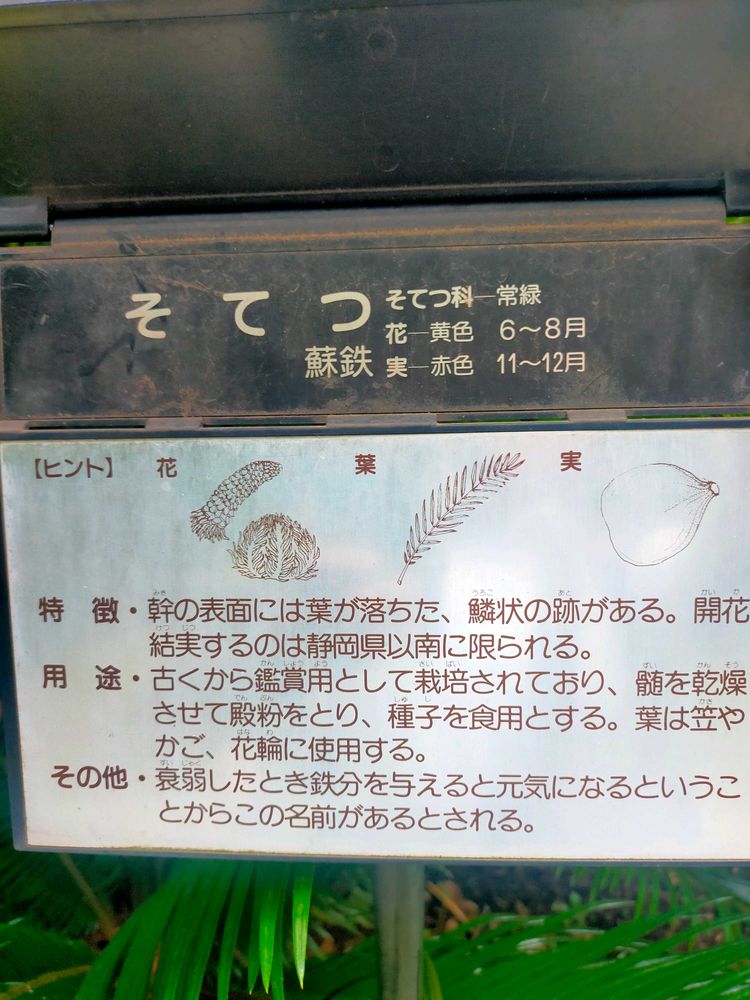 そてつ そてつ科―常緑
花―黄色 6～8月
蘇鉄 実―赤色 11～12月
【ヒント】 花 葉 実
特徴・幹の表面には葉が落ちた、鱗状の跡がある。開花
結実するのは静岡県以南に限られる。
用途・古くから鑑賞用として栽培されており、髄を乾燥
させて殿粉をとり、種子を食用とする。葉は笠や
かご、花輪に使用する。
その他・衰弱したとき鉄分を与えると元気になるというこ
とからこの名前があるとされる。